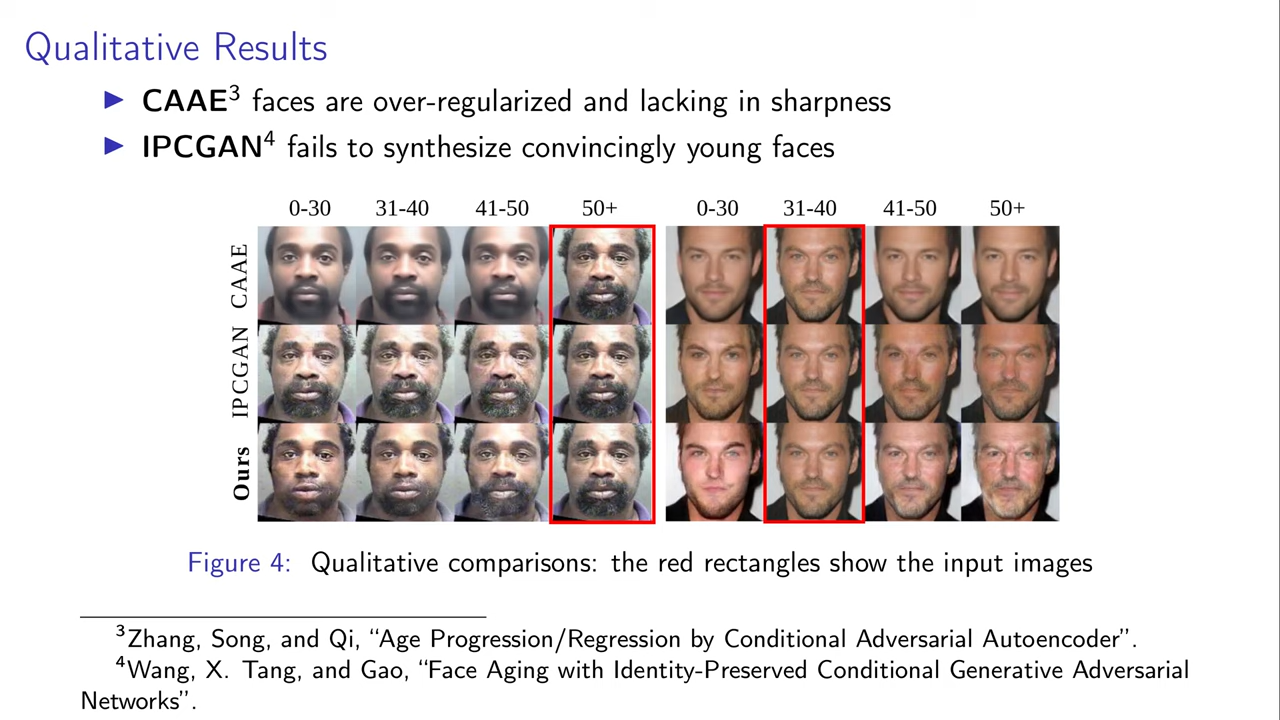 Qualitative Results
▶ CAAE³ faces are over-regularized and lacking in sharpness
▶ IPCGAN⁴ fails to synthesize convincingly young faces
0-30 31-40 41-50 50+ 0-30 31-40 41-50 50+
CAAE
IPCGAN
Ours
Figure 4: Qualitative comparisons: the red rectangles show the input images
³Zhang, Song, and Qi, “Age Progression/Regression by Conditional Adversarial Autoencoder”.
⁴Wang, X. Tang, and Gao, “Face Aging with Identity-Preserved Conditional Generative Adversarial
Networks”.